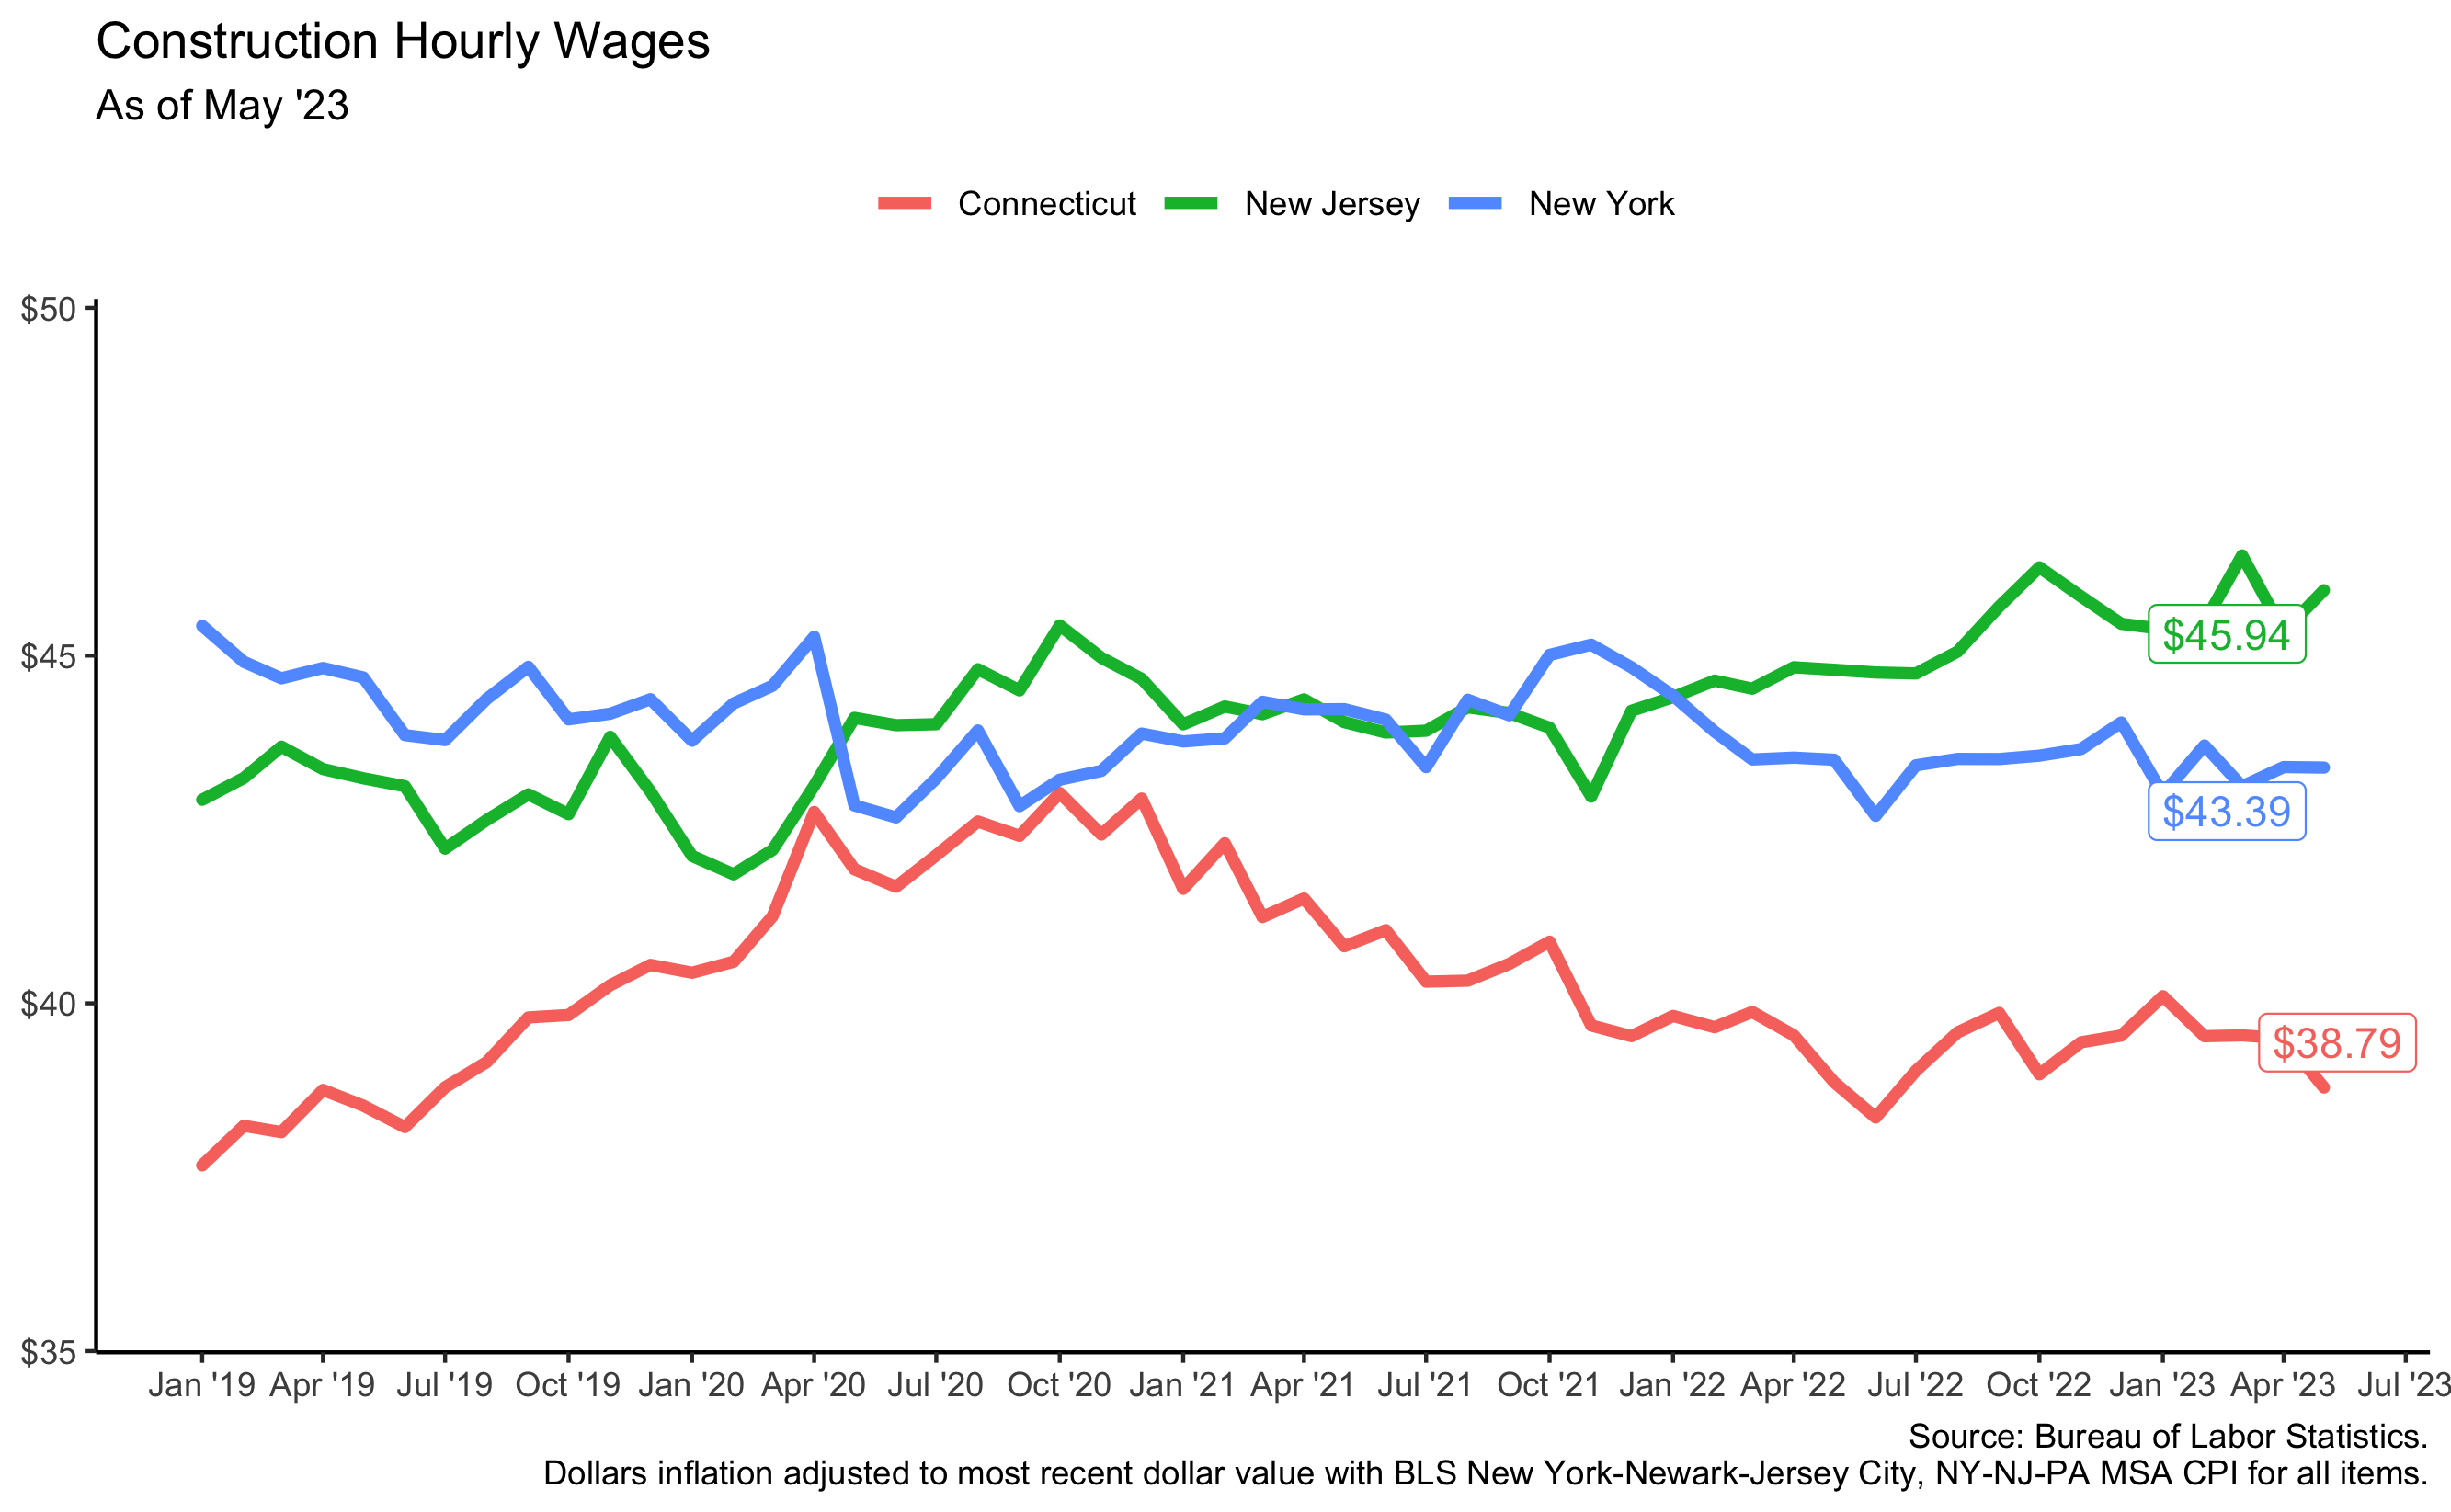 Construction Hourly Wages
As of May '23
Connecticut New Jersey New York
$50
$45
$40
$35
$45.94
$43.39
$38.79
Jan '19 Apr '19 Jul '19 Oct '19 Jan '20 Apr '20 Jul '20 Oct '20 Jan '21 Apr '21 Jul '21 Oct '21 Jan '22 Apr '22 Jul '22 Oct '22 Jan '23 Apr '23 Jul '23
Source: Bureau of Labor Statistics.
Dollars inflation adjusted to most recent dollar value with BLS New York-Newark-Jersey City, NY-NJ-PA MSA CPI for all items.